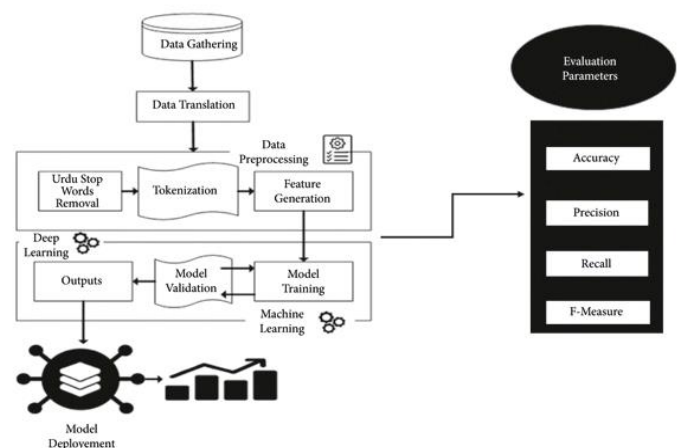 Data Gathering
Evaluation
Parameters
Data Translation
Data
Preprocessing
Urdu Stop
Words
Removal
Tokenization
Feature
Generation
Accuracy
Precision
Recall
F-Measure
Deep
Learning
Outputs
Model
Validation
Model
Training
Machine
Learning
Model
Deployement